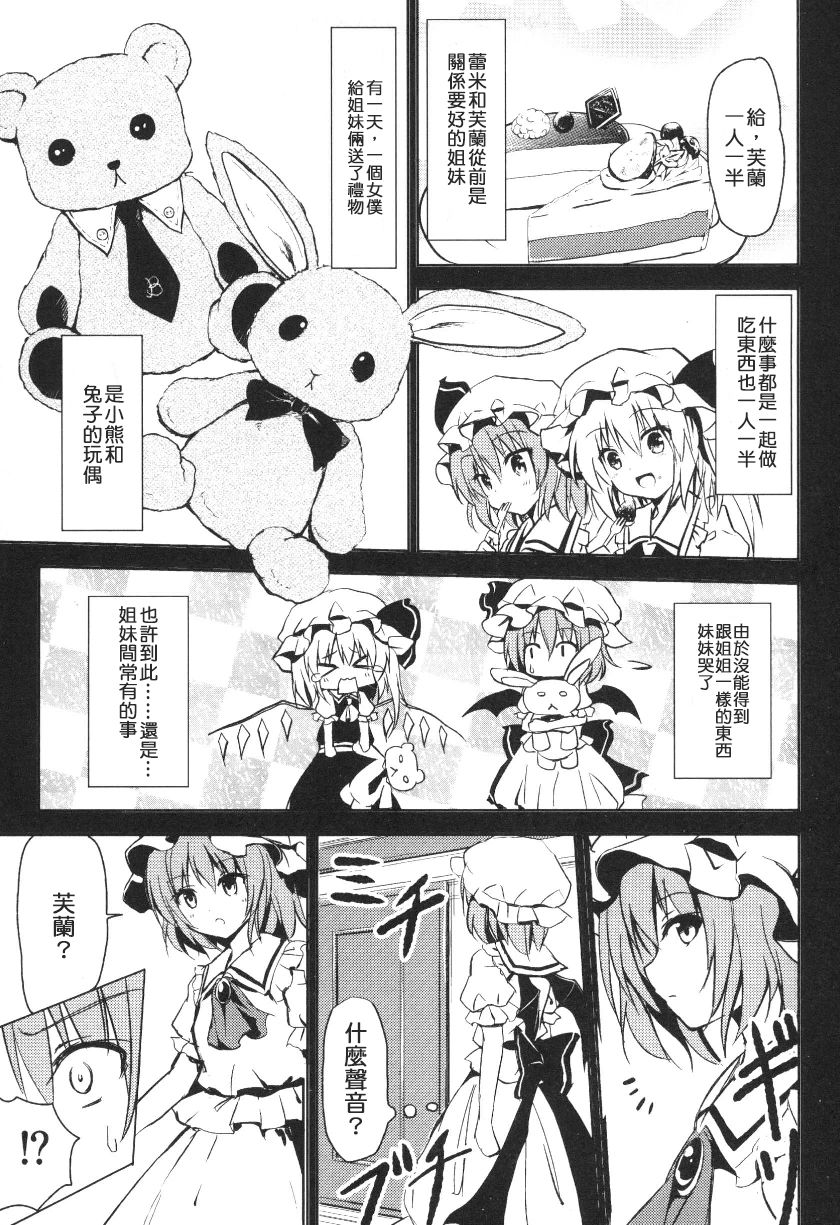 給，芙蘭
一人一半
蕾米和芙蘭從前是
關係要好的姐妹
什麼事都是一起做
吃東西也一人一半
有一天，一個女僕
給姐妹倆送了禮物
是小熊和
兔子的玩偶
由於沒能得到
跟姐姐一樣的東西
妹妹哭了
也許到此……還是…
姐妹間常有的事
ギギ
ミチ
什麼聲音？
ブチ
芙蘭？
!?